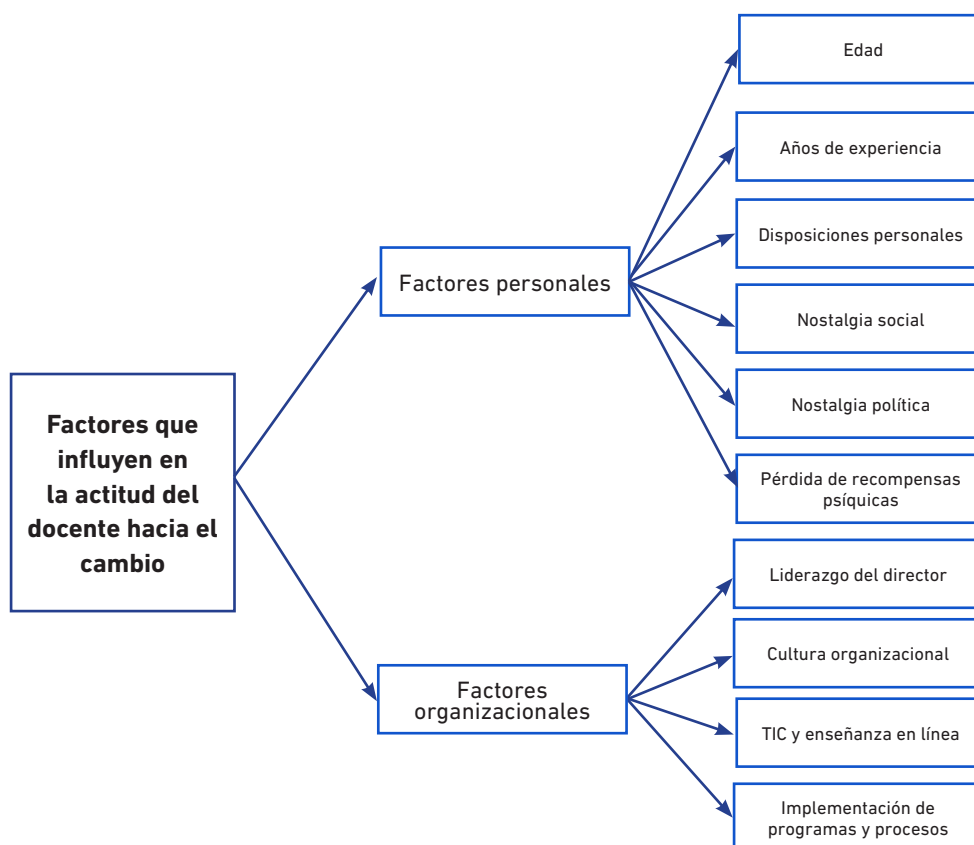 Factores que
influyen en
la actitud del
docente hacia el
cambio
Factores personales
Edad
Años de experiencia
Disposiciones personales
Nostalgia social
Nostalgia política
Pérdida de recompensas
psíquicas
Factores
organizacionales
Liderazgo del director
Cultura organizacional
TIC y enseñanza en línea
Implementación de
programas y procesos